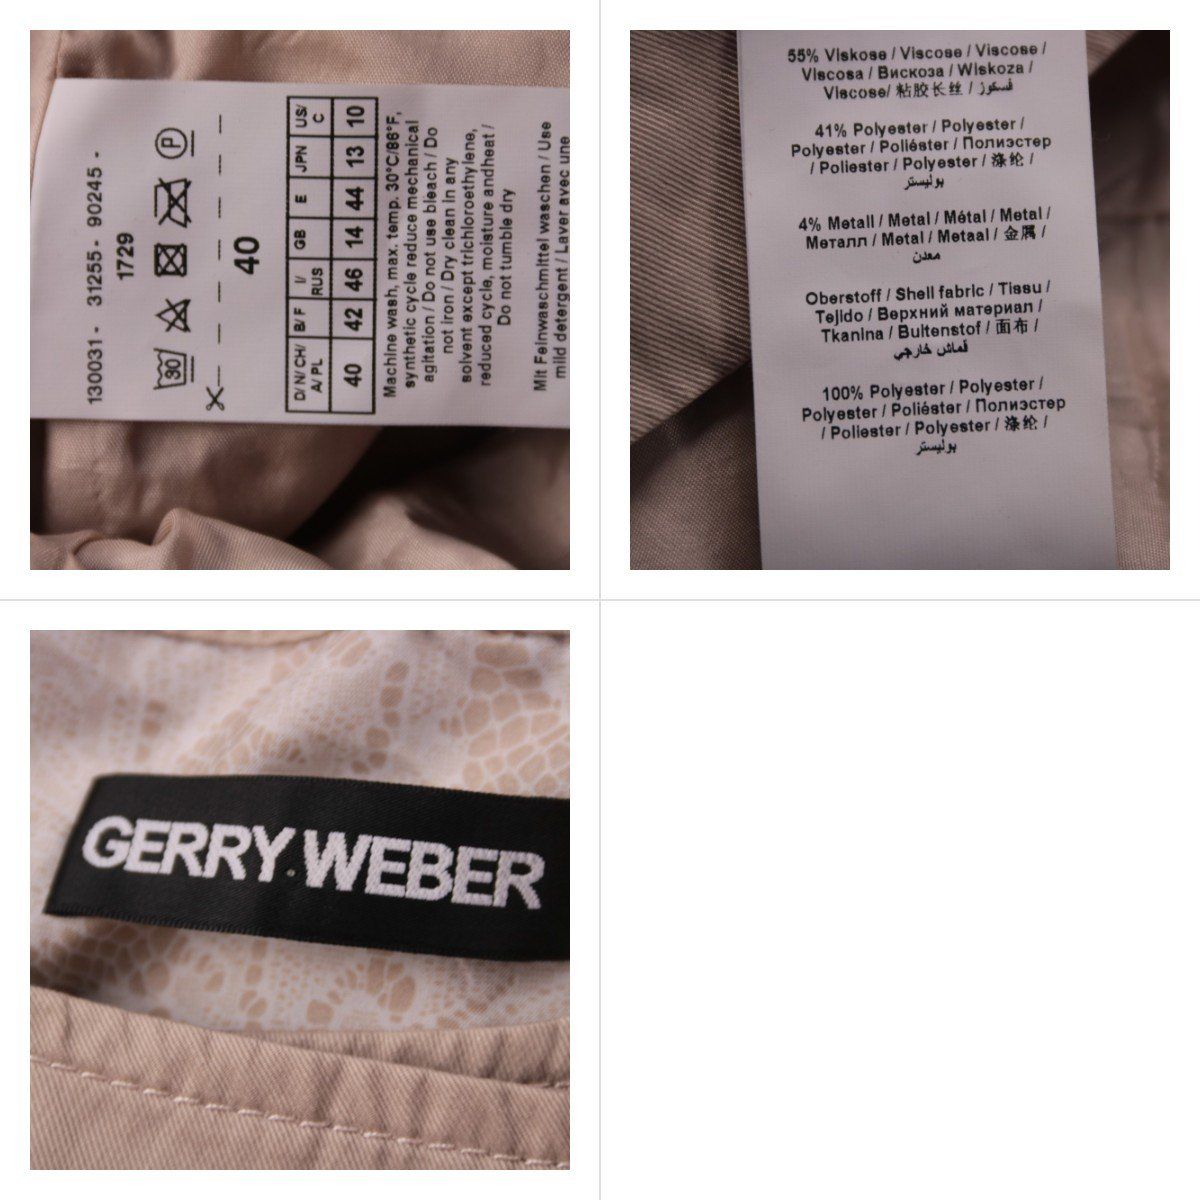 130031 - 31255 - 90245 -
1729
30
P
40
D/N/CH/ B/F I/ GB E JPN US/
A/PL RUS C
40 42 46 14 44 13 10
Machine wash, max. temp. 30°C/86°F,
synthetic cycle reduce mechanical
agitation / Do not use bleach / Do
not iron / Dry clean in any
solvent except trichloroethylene,
reduced cycle, moisture andheat /
Do not tumble dry
Mit Feinwaschmittel waschen / Use
mild detergent / Laver avec une
55% Viskose / Viscose / Viscose /
Viscosa / Вискоза / Wiskoza /
Viscose/ 粘胶长丝 / فسكوز
41% Polyester / Polyester /
Polyester / Poliéster / Полиэстер
/ Poliester / Polyester / 涤纶 /
بوليستر
4% Metall / Metal / Métal / Metal /
Металл / Metal / Metaal / 金属 /
معدن
Oberstoff / Shell fabric / Tissu /
Tejido / Верхний материал /
Tkanina / Buitenstof / 面布 /
قماش خارجي
100% Polyester / Polyester /
Polyester / Poliéster / Полиэстер
/ Poliester / Polyester / 涤纶 /
بوليستر
GERRY WEBER